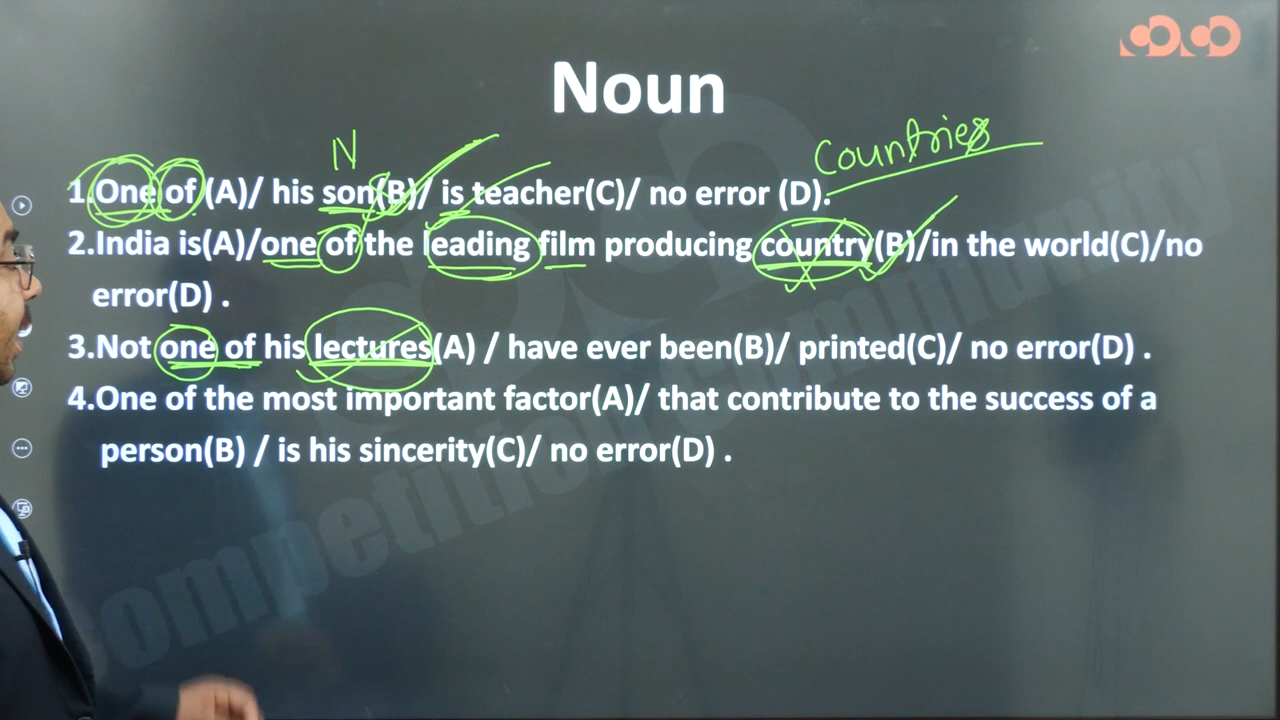 Noun
N
Countries
1.One of (A)/ his son(B)/ is teacher(C)/ no error (D).
2.India is(A)/one of the leading film producing country(B)/in the world(C)/no
error(D) .
3.Not one of his lectures(A) / have ever been(B)/ printed(C)/ no error(D) .
4.One of the most important factor(A)/ that contribute to the success of a
person(B) / is his sincerity(C)/ no error(D) .
Competition Community